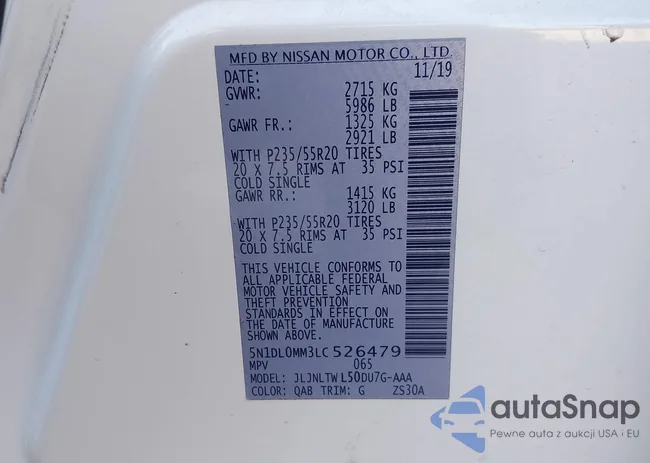 MFD BY NISSAN MOTOR CO., LTD.
DATE: 11/19
GVWR: 2715 KG
5986 LB
GAWR FR.: 1325 KG
2921 LB
WITH P235/55R20 TIRES
20 X 7.5 RIMS AT 35 PSI
COLD SINGLE
GAWR RR.: 1415 KG
3120 LB
WITH P235/55R20 TIRES
20 X 7.5 RIMS AT 35 PSI
COLD SINGLE
THIS VEHICLE CONFORMS TO
ALL APPLICABLE FEDERAL
MOTOR VEHICLE SAFETY AND
THEFT PREVENTION
STANDARDS IN EFFECT ON
THE DATE OF MANUFACTURE
SHOWN ABOVE.
5N1DL0MM3LC526479
MPV 065
MODEL: JLJNLTWL50DU7G-AAA
COLOR: QAB TRIM: G ZS30A
autaSnap
Pewne auta z aukcji USA i EU